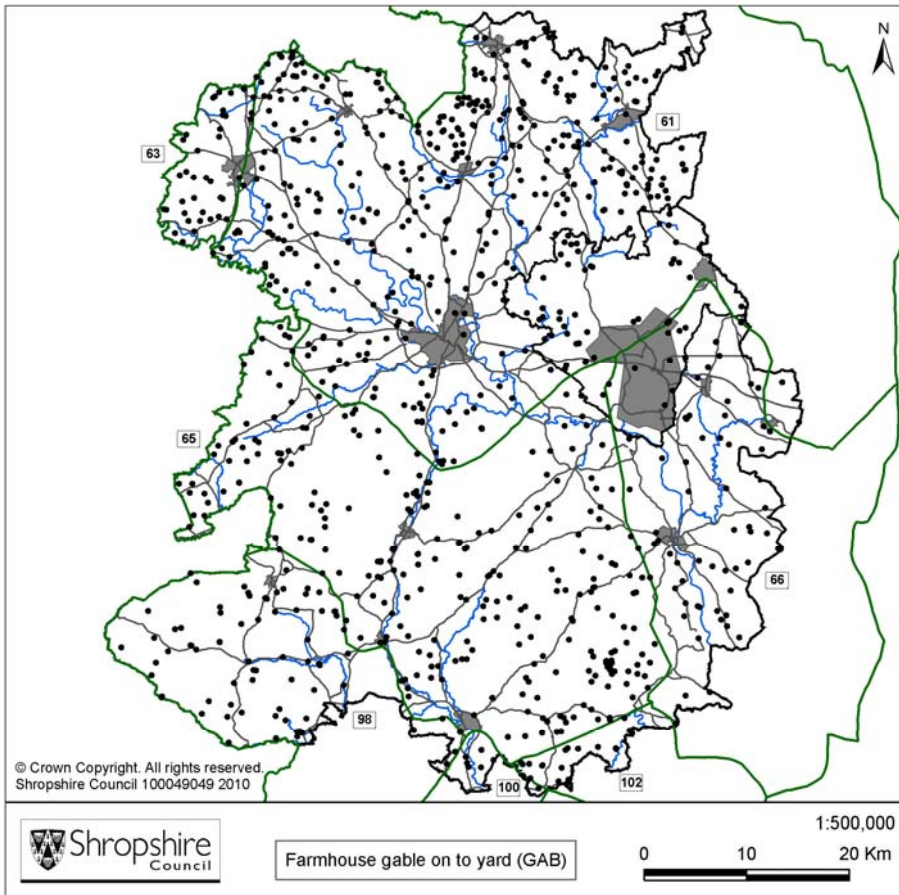 N
61
63
65
66
98
100
102
© Crown Copyright. All rights reserved.
Shropshire Council 100049049 2010
Shropshire
Council
Farmhouse gable on to yard (GAB)
1:500,000
0 10 20 Km